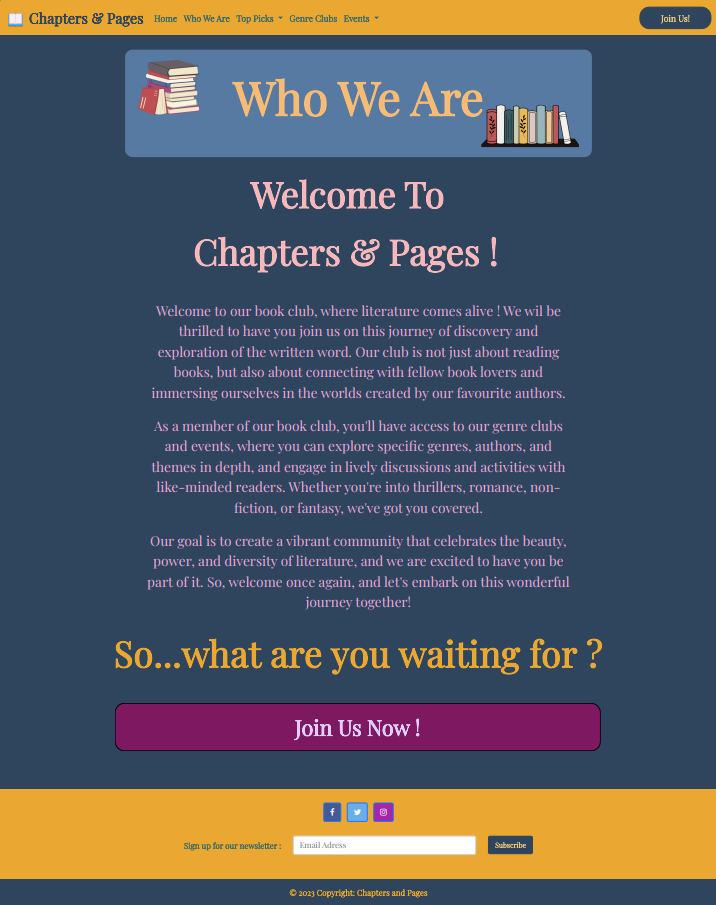 Chapters & Pages Home Who We Are Top Picks Genre Clubs Events Join Us!
Who We Are
Welcome To
Chapters & Pages !
Welcome to our book club, where literature comes alive ! We wil be
thrilled to have you join us on this journey of discovery and
exploration of the written word. Our club is not just about reading
books, but also about connecting with fellow book lovers and
immersing ourselves in the worlds created by our favourite authors.
As a member of our book club, you'll have access to our genre clubs
and events, where you can explore specific genres, authors, and
themes in depth, and engage in lively discussions and activities with
like-minded readers. Whether you're into thrillers, romance, non-
fiction, or fantasy, we've got you covered.
Our goal is to create a vibrant community that celebrates the beauty,
power, and diversity of literature, and we are excited to have you be
part of it. So, welcome once again, and let's embark on this wonderful
journey together!
So...what are you waiting for ?
Join Us Now !
Sign up for our newsletter : Email Adress Subscribe
© 2023 Copyright: Chapters and Pages